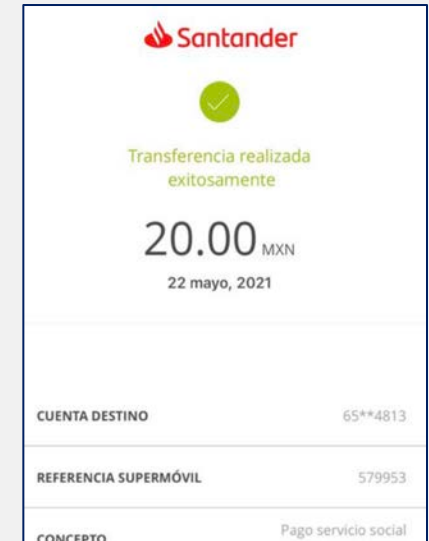 Santander
Transferencia realizada
exitosamente
20.00 MXN
22 mayo, 2021
CUENTA DESTINO 65**4813
REFERENCIA SUPERMÓVIL 579953
CONCEPTO Pago servicio social